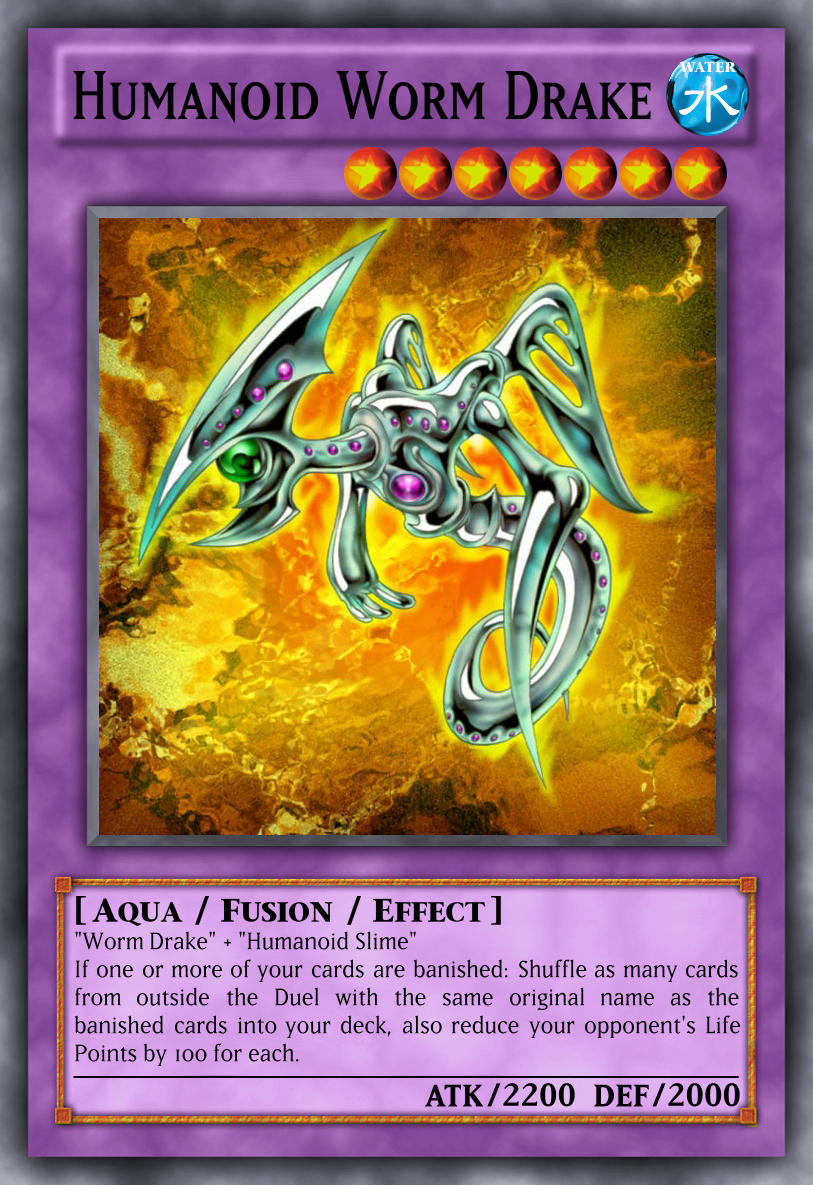 Humanoid Worm Drake
WATER
水
[ Aqua / Fusion / Effect ]
"Worm Drake" + "Humanoid Slime"
If one or more of your cards are banished: Shuffle as many cards
from outside the Duel with the same original name as the
banished cards into your deck, also reduce your opponent's Life
Points by 100 for each.
ATK/2200 DEF/2000